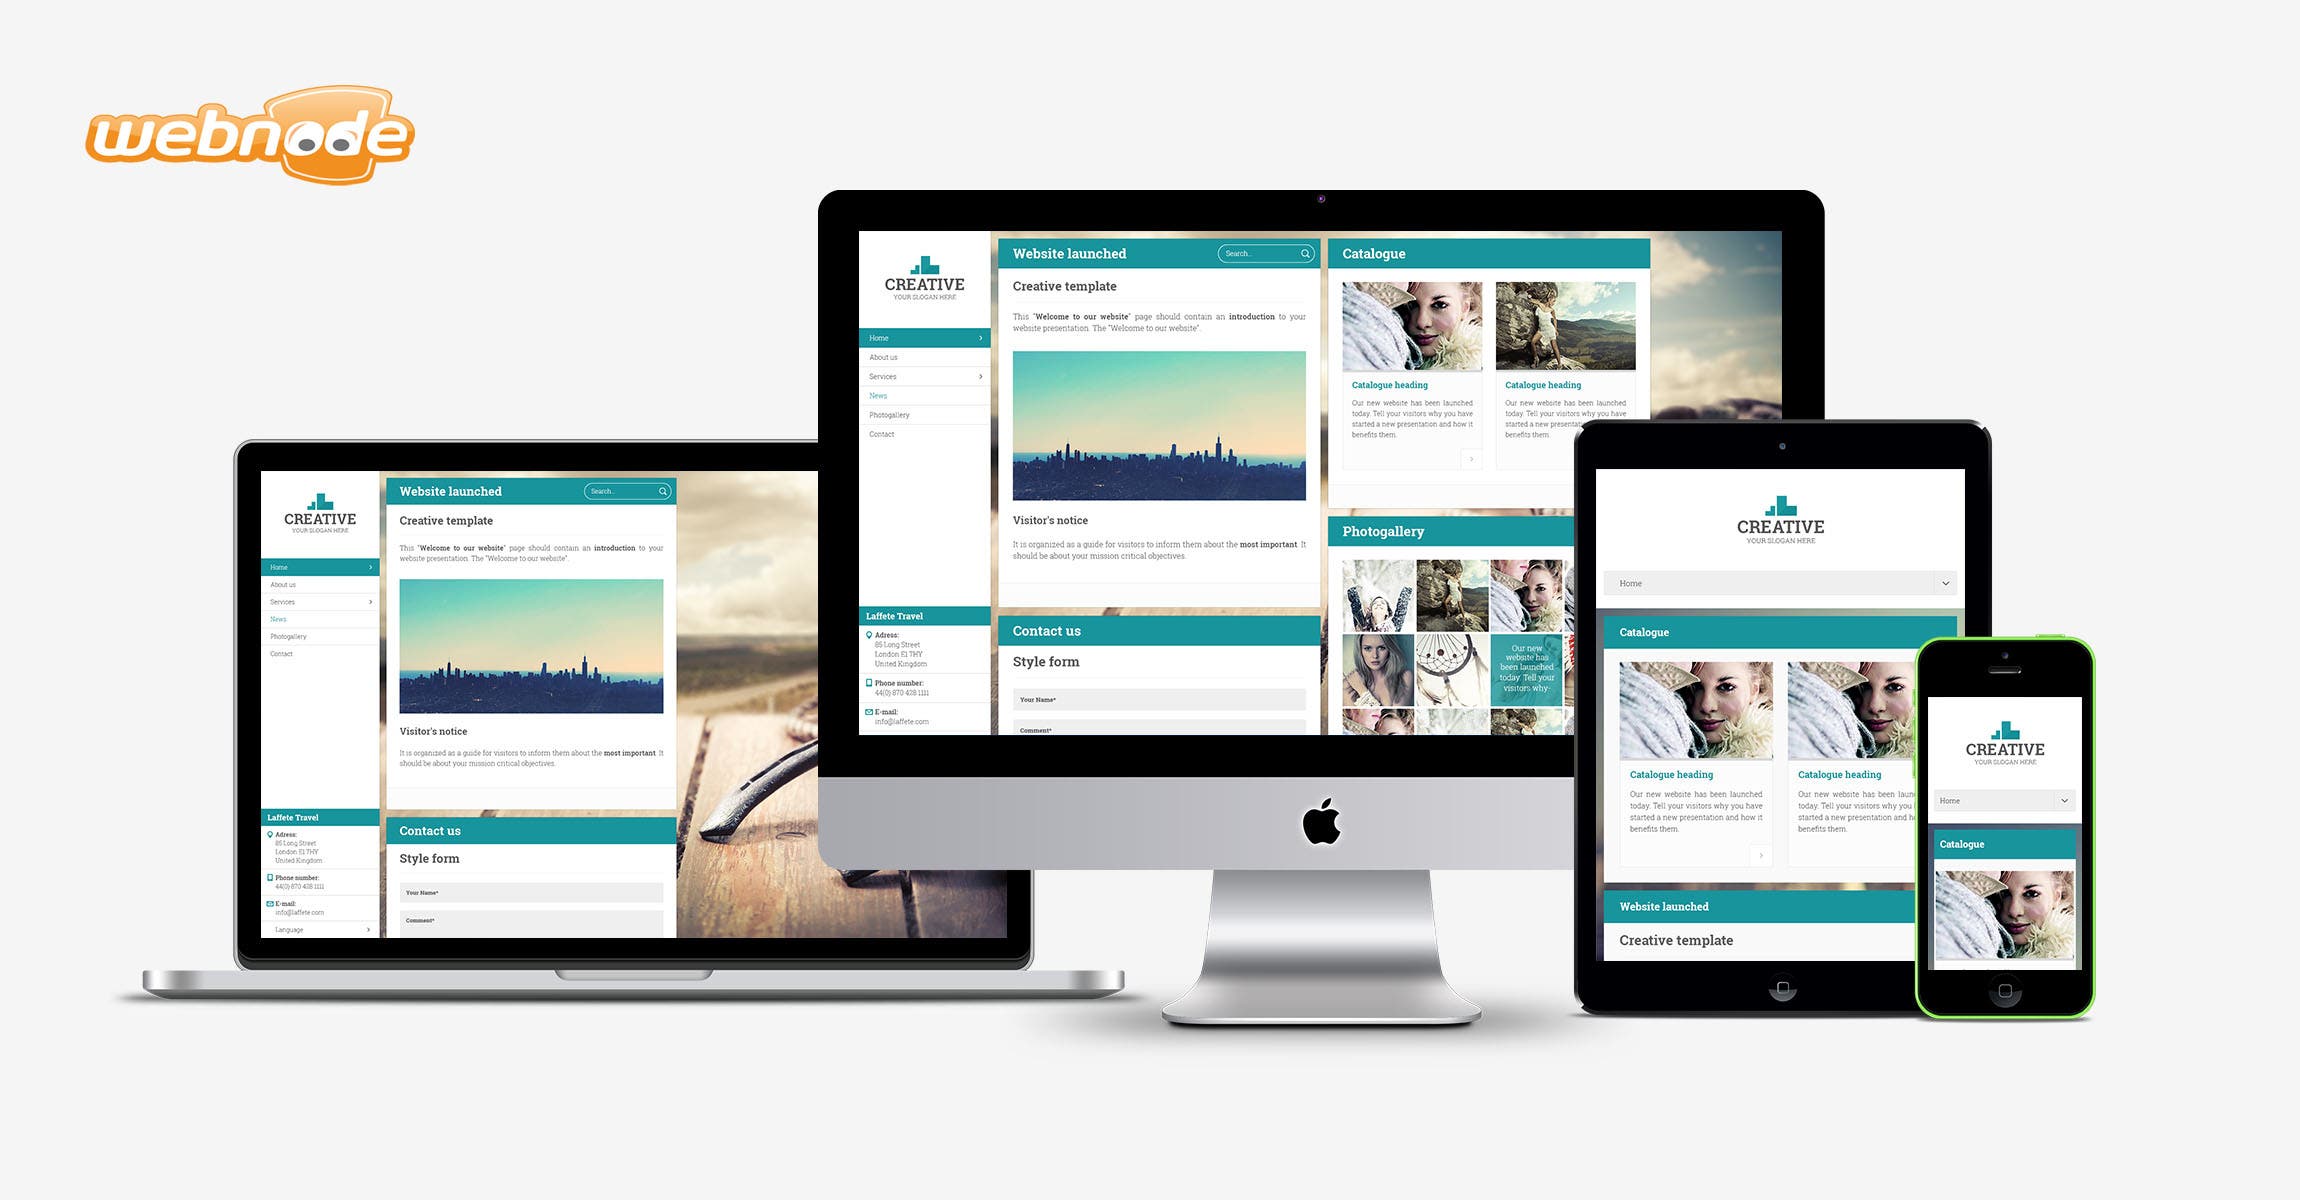 webnode
CREATIVE
YOUR SLOGAN HERE
Home
About us
Services
News
Photogallery
Contact
Laffete Travel
Adress:
85 Long Street
London E1 7HY
United Kingdom
Phone number:
44(0) 870 428 1111
E-mail:
info@laffete.com
Language
Website launched
Search...
Creative template
This "Welcome to our website" page should contain an introduction to your
website presentation. The "Welcome to our website".
Visitor's notice
It is organized as a guide for visitors to inform them about the most important. It
should be about your mission critical objectives.
Contact us
Style form
Your Name*
Comment*
CREATIVE
YOUR SLOGAN HERE
Home
About us
Services
News
Photogallery
Contact
Laffete Travel
Adress:
85 Long Street
London E1 7HY
United Kingdom
Phone number:
44(0) 870 428 1111
E-mail:
info@laffete.com
Website launched
Search...
Creative template
This "Welcome to our website" page should contain an introduction to your
website presentation. The "Welcome to our website".
Visitor's notice
It is organized as a guide for visitors to inform them about the most important. It
should be about your mission critical objectives.
Contact us
Style form
Your Name*
Comment*
Catalogue
Catalogue heading
Our new website has been launched
today. Tell your visitors why you have
started a new presentation and how it
benefits them.
Catalogue heading
Our new website has been launched
today. Tell your visitors why you have
started a new presentat
benefits them.
Photogallery
Our new
website has
been launched
today. Tell your
visitors why-
CREATIVE
YOUR SLOGAN HERE
Home
Catalogue
Catalogue heading
Our new website has been launched
today. Tell your visitors why you have
started a new presentation and how it
benefits them.
Catalogue heading
Our new website has been laun
today. Tell your visitors why you
started a new presentation and
benefits them.
Website launched
Creative template
CREATIVE
YOUR SLOGAN HERE
Home
Catalogue